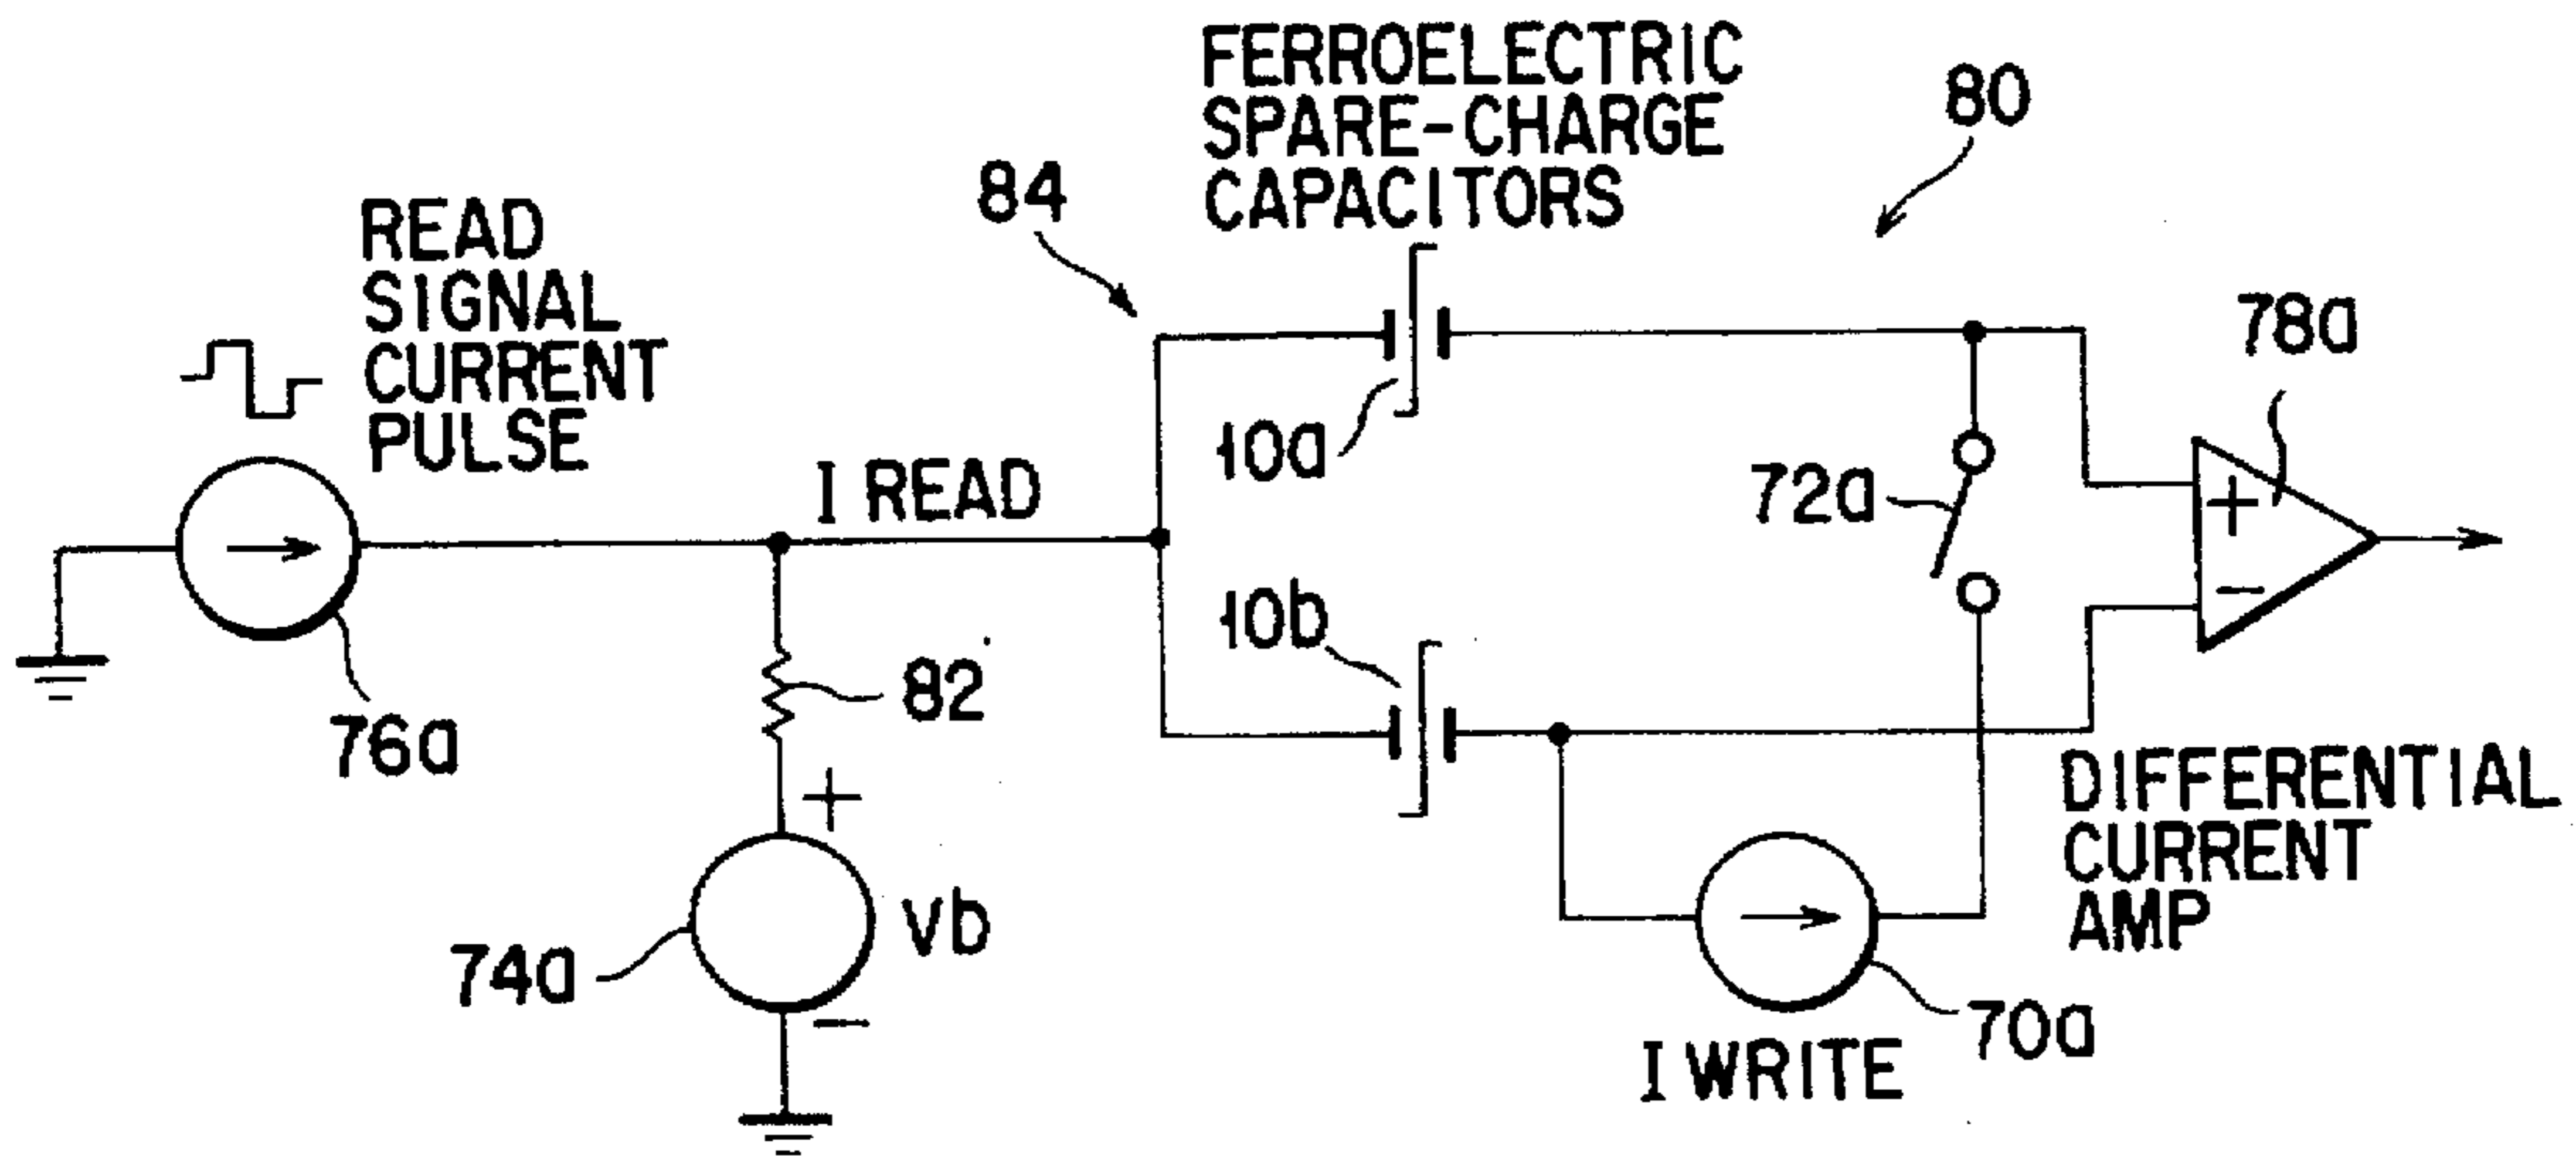 FERROELECTRIC
SPARE-CHARGE
CAPACITORS
80
84
READ
SIGNAL
CURRENT
PULSE
78a
10a
I READ
72a
+
10b
−
82
76a
+
DIFFERENTIAL
CURRENT
AMP
Vb
74a
−
70a
I WRITE